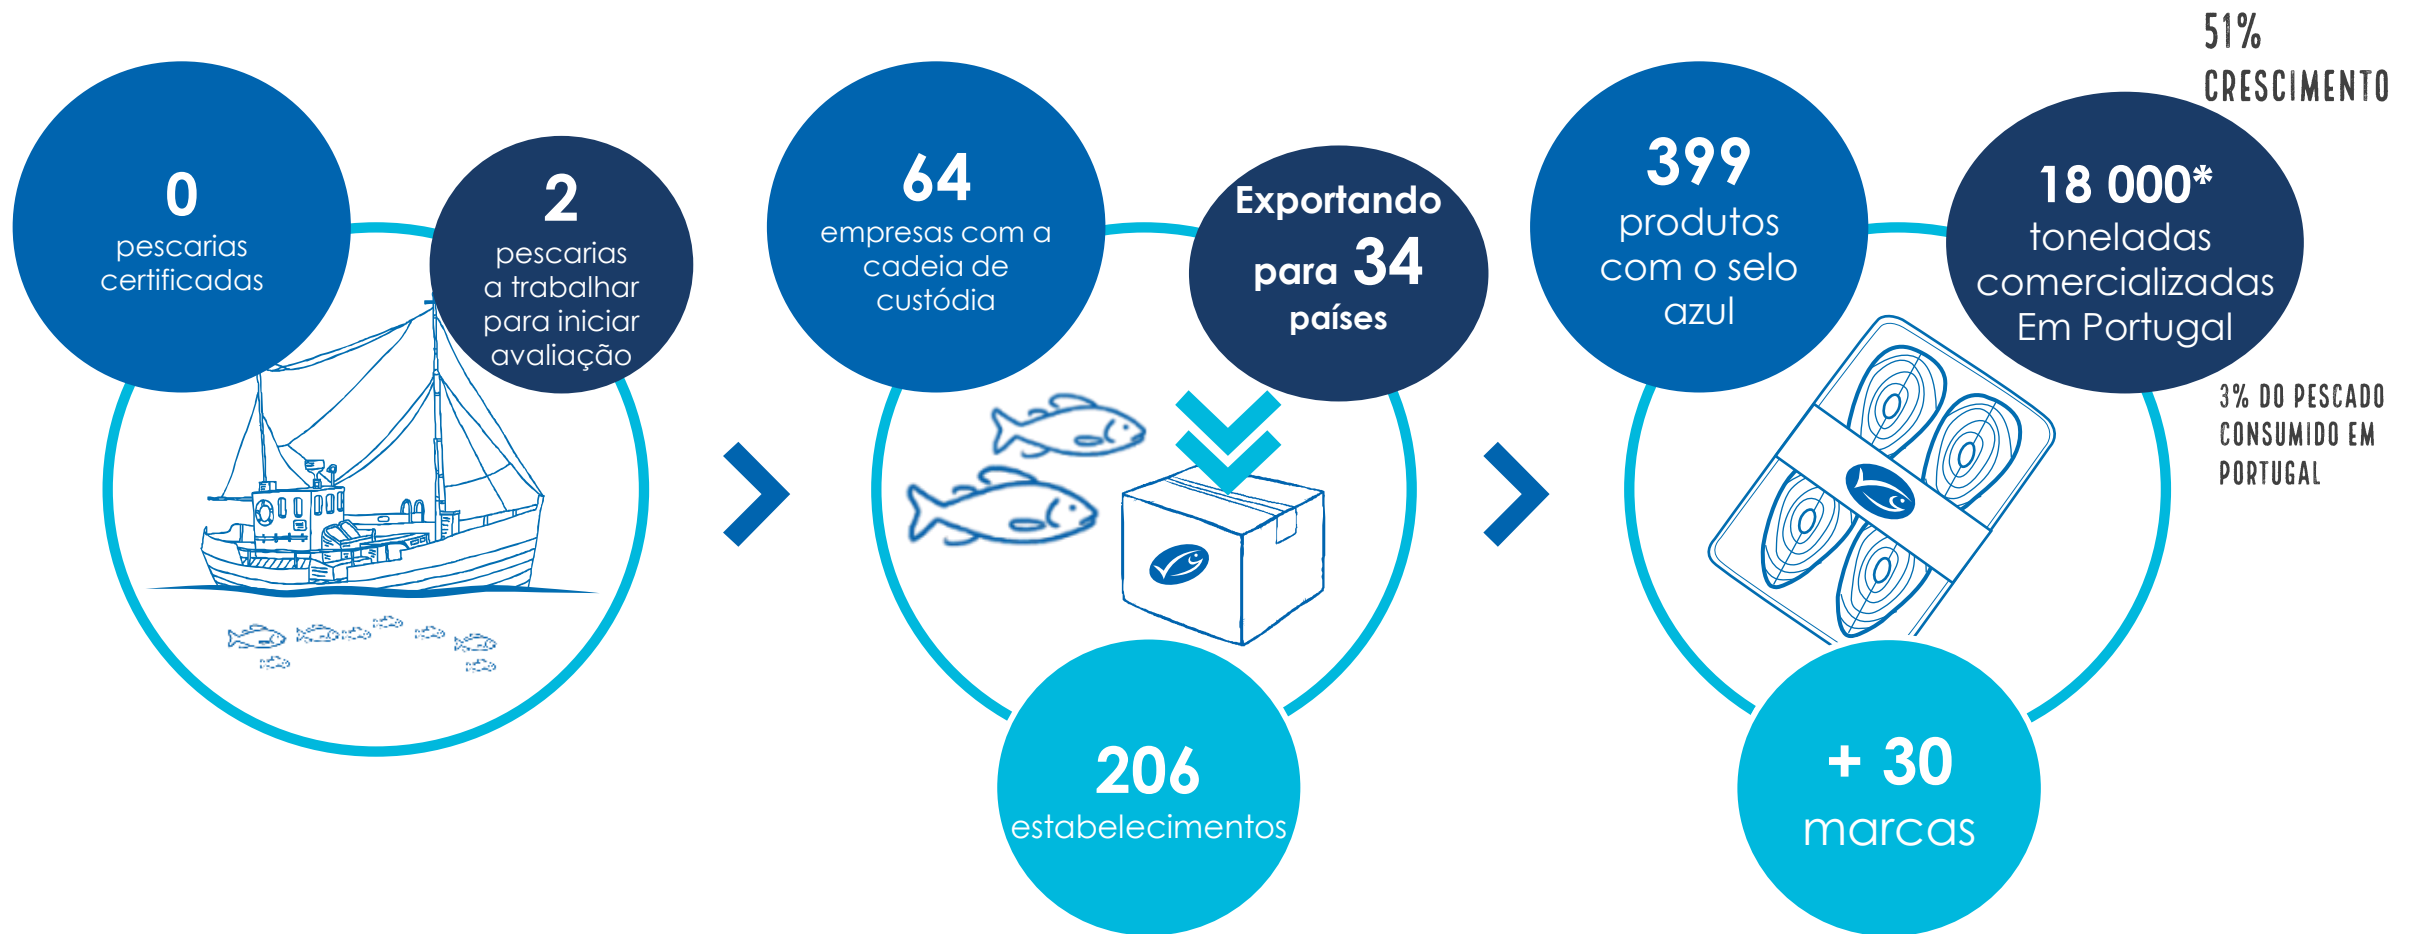 0
pescarias
certificadas
2
pescarias
a trabalhar
para iniciar
avaliação
64
empresas com a
cadeia de
custódia
Exportando
para 34
países
206
estabelecimentos
399
produtos
com o selo
azul
51%
CRESCIMENTO
18 000*
toneladas
comercializadas
Em Portugal
3% DO PESCADO
CONSUMIDO EM
PORTUGAL
+ 30
marcas